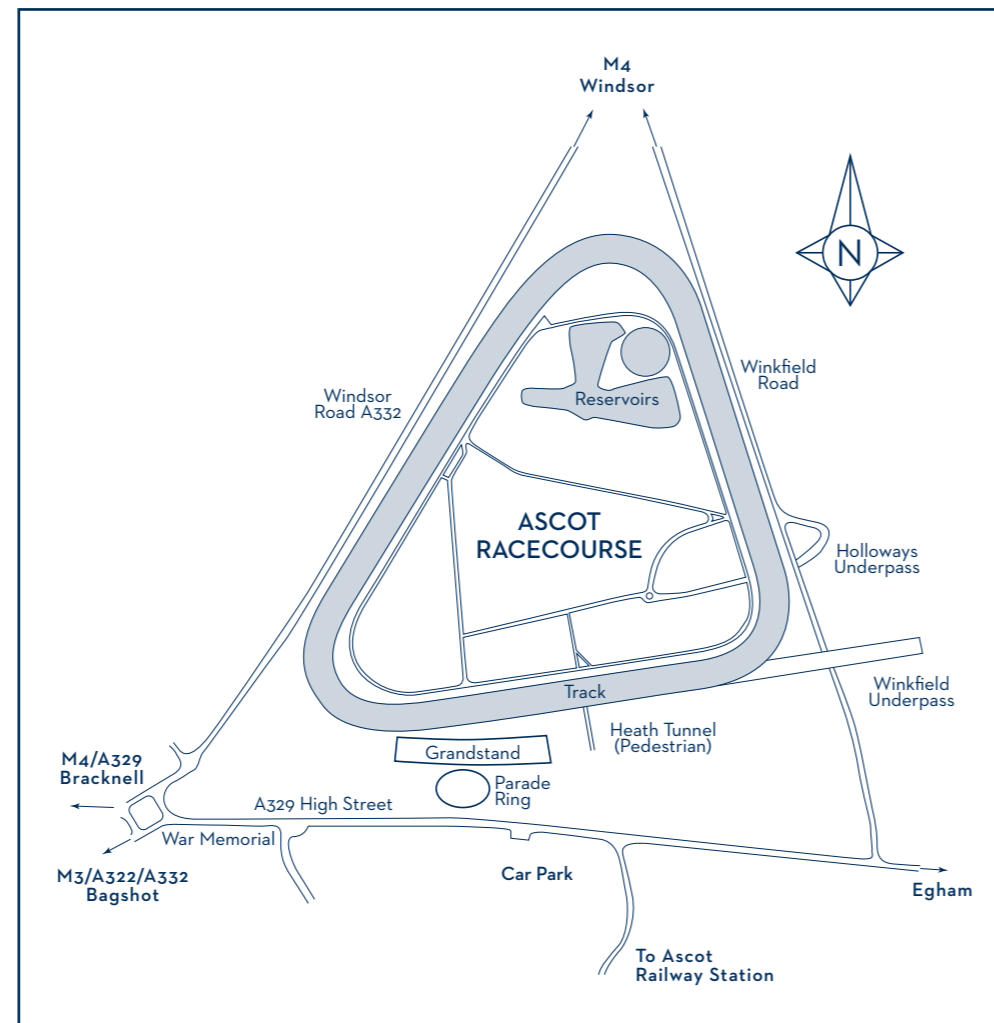 M4
Windsor
N
Winkfield
Road
Windsor
Road A332
Reservoirs
ASCOT
RACECOURSE
Holloways
Underpass
Winkfield
Underpass
Track
Heath Tunnel
(Pedestrian)
Grandstand
Parade
Ring
M4/A329
Bracknell
A329 High Street
War Memorial
M3/A322/A332
Bagshot
Car Park
Egham
To Ascot
Railway Station